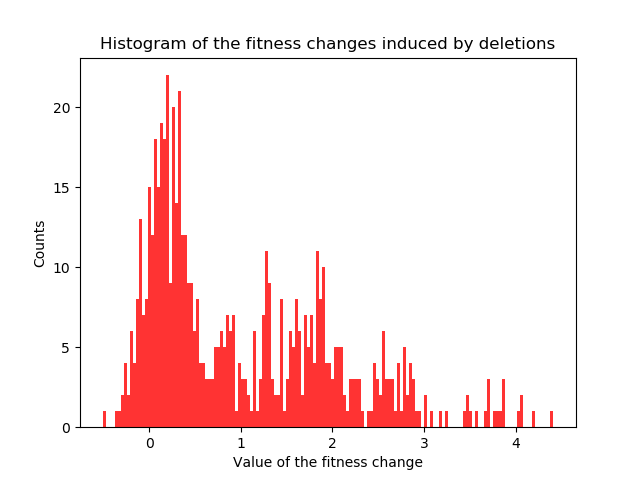 Histogram of the fitness changes induced by deletions
20
15
10
5
0
Counts
0 1 2 3 4
Value of the fitness change